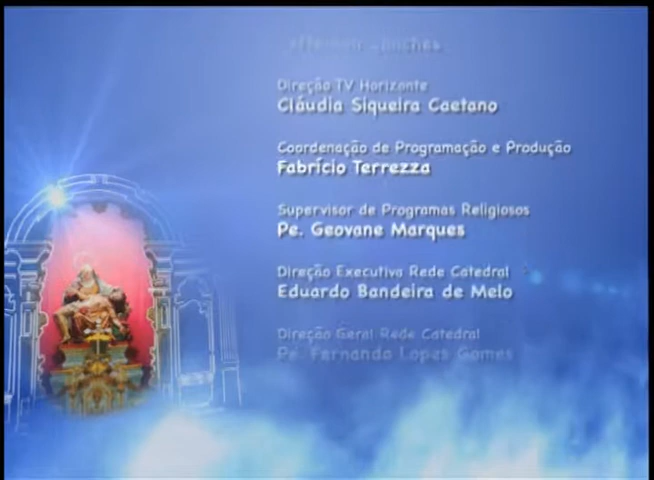 Direção TV Horizonte
Cláudia Siqueira Caetano
Coordenação de Programação e Produção
Fabrício Terrezza
Supervisor de Programas Religiosos
Pe. Geovane Marques
Direção Executiva Rede Catedral
Eduardo Bandeira de Melo
Direção Geral Rede Catedral
Pe. Fernando Lopes Gomes